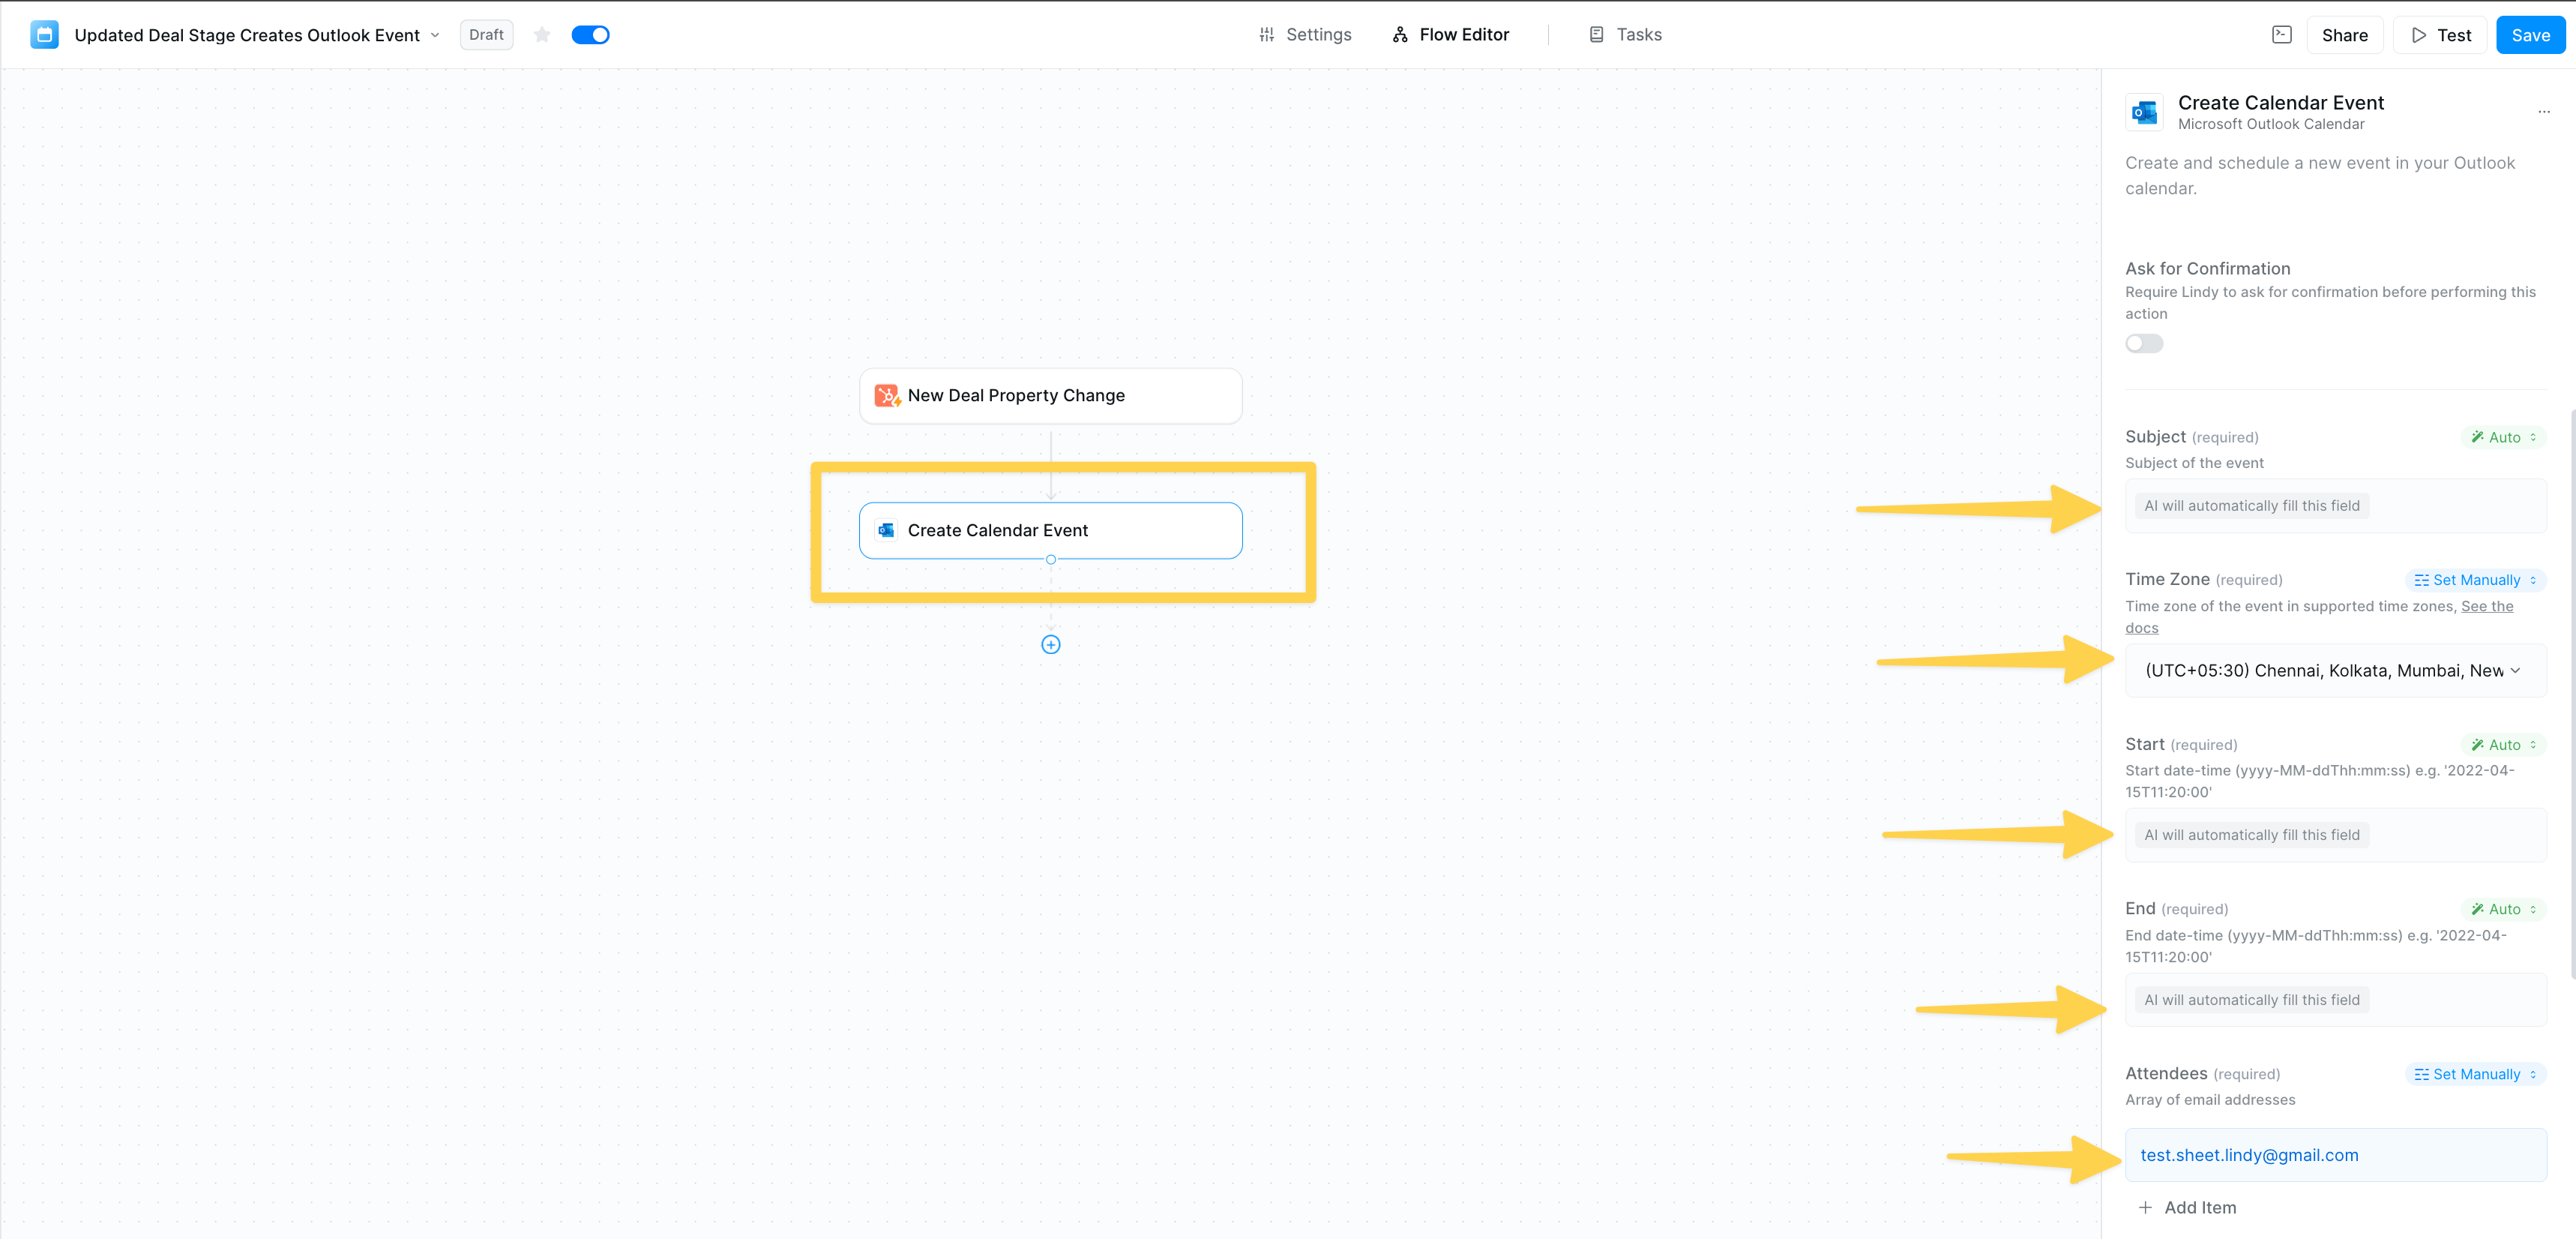 Updated Deal Stage Creates Outlook Event
Draft
Settings
Flow Editor
Tasks
Share
Test
Save
New Deal Property Change
Create Calendar Event
Create Calendar Event
Microsoft Outlook Calendar
Create and schedule a new event in your Outlook
calendar.
Ask for Confirmation
Require Lindy to ask for confirmation before performing this
action
Subject (required)
Auto
Subject of the event
AI will automatically fill this field
Time Zone (required)
Set Manually
Time zone of the event in supported time zones, See the
docs
(UTC+05:30) Chennai, Kolkata, Mumbai, New
Start (required)
Auto
Start date-time (yyyy-MM-ddThh:mm:ss) e.g. '2022-04-
15T11:20:00'
AI will automatically fill this field
End (required)
Auto
End date-time (yyyy-MM-ddThh:mm:ss) e.g. '2022-04-
15T11:20:00'
AI will automatically fill this field
Attendees (required)
Set Manually
Array of email addresses
test.sheet.lindy@gmail.com
Add Item